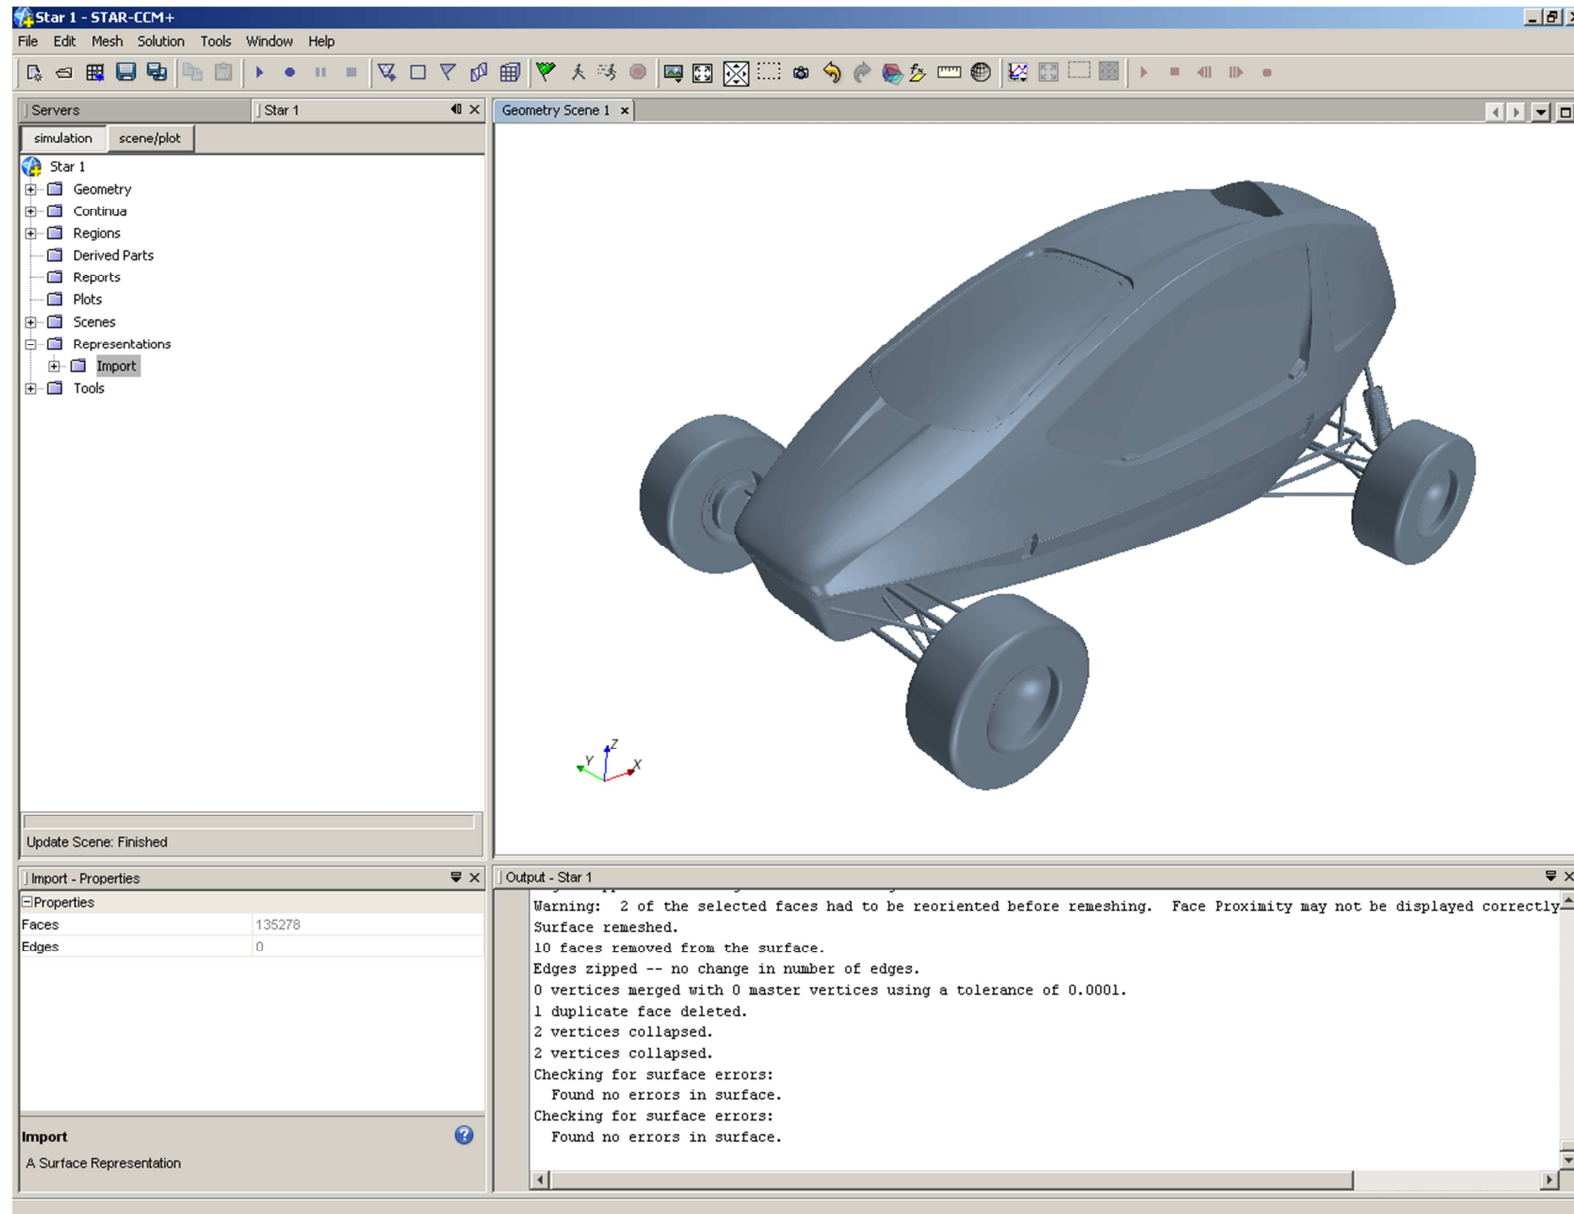 Star 1 - STAR-CCM+
File Edit Mesh Solution Tools Window Help
Servers
Star 1
simulation scene/plot
Star 1
Geometry
Continua
Regions
Derived Parts
Reports
Plots
Scenes
Representations
Import
Tools
Update Scene: Finished
Geometry Scene 1
Z
Y
X
Import - Properties
Properties
Faces 135278
Edges 0
Import
A Surface Representation
Output - Star 1
Warning: 2 of the selected faces had to be reoriented before remeshing. Face Proximity may not be displayed correctly
Surface remeshed.
10 faces removed from the surface.
Edges zipped -- no change in number of edges.
0 vertices merged with 0 master vertices using a tolerance of 0.0001.
1 duplicate face deleted.
2 vertices collapsed.
2 vertices collapsed.
Checking for surface errors:
Found no errors in surface.
Checking for surface errors:
Found no errors in surface.